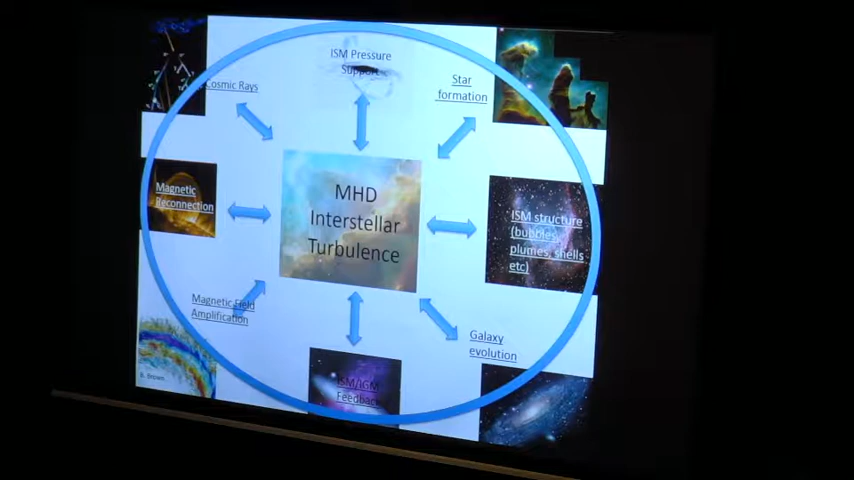 ISM Pressure
Support
Cosmic Rays
Star
formation
Magnetic
Reconnection
MHD
Interstellar
Turbulence
ISM structure
(bubbles,
plumes, shells
etc)
Magnetic Field
Amplification
Galaxy
evolution
ISM/IGM
Feedback
B. Brown